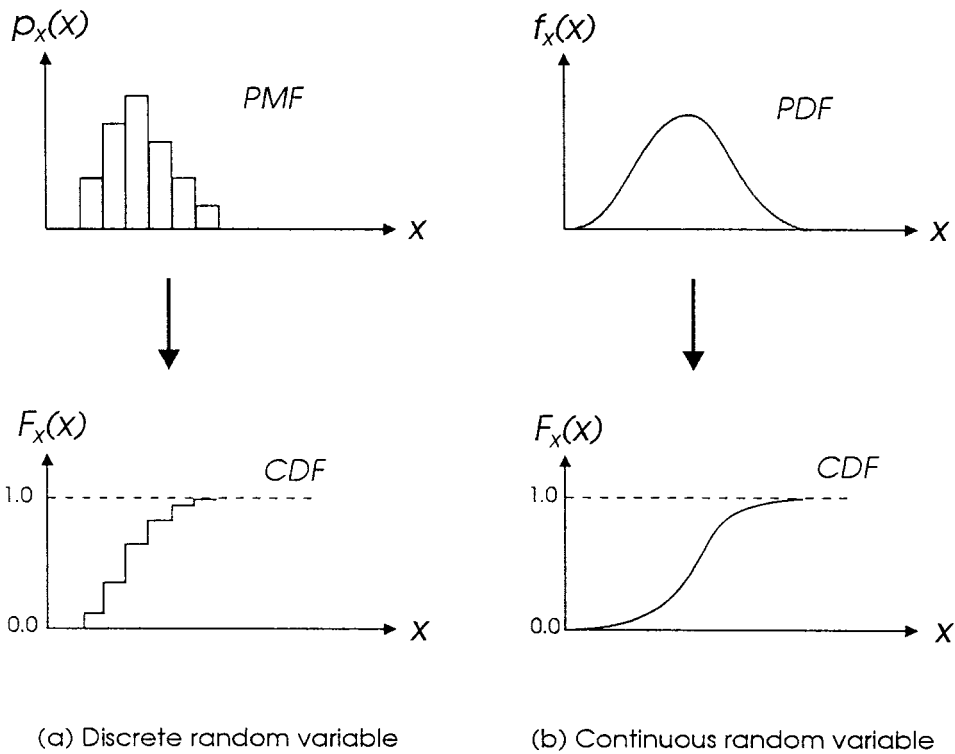 pₓ(x)
PMF
x
fₓ(x)
PDF
x
Fₓ(x)
CDF
1.0
0.0
x
Fₓ(x)
CDF
1.0
0.0
x
(a) Discrete random variable
(b) Continuous random variable